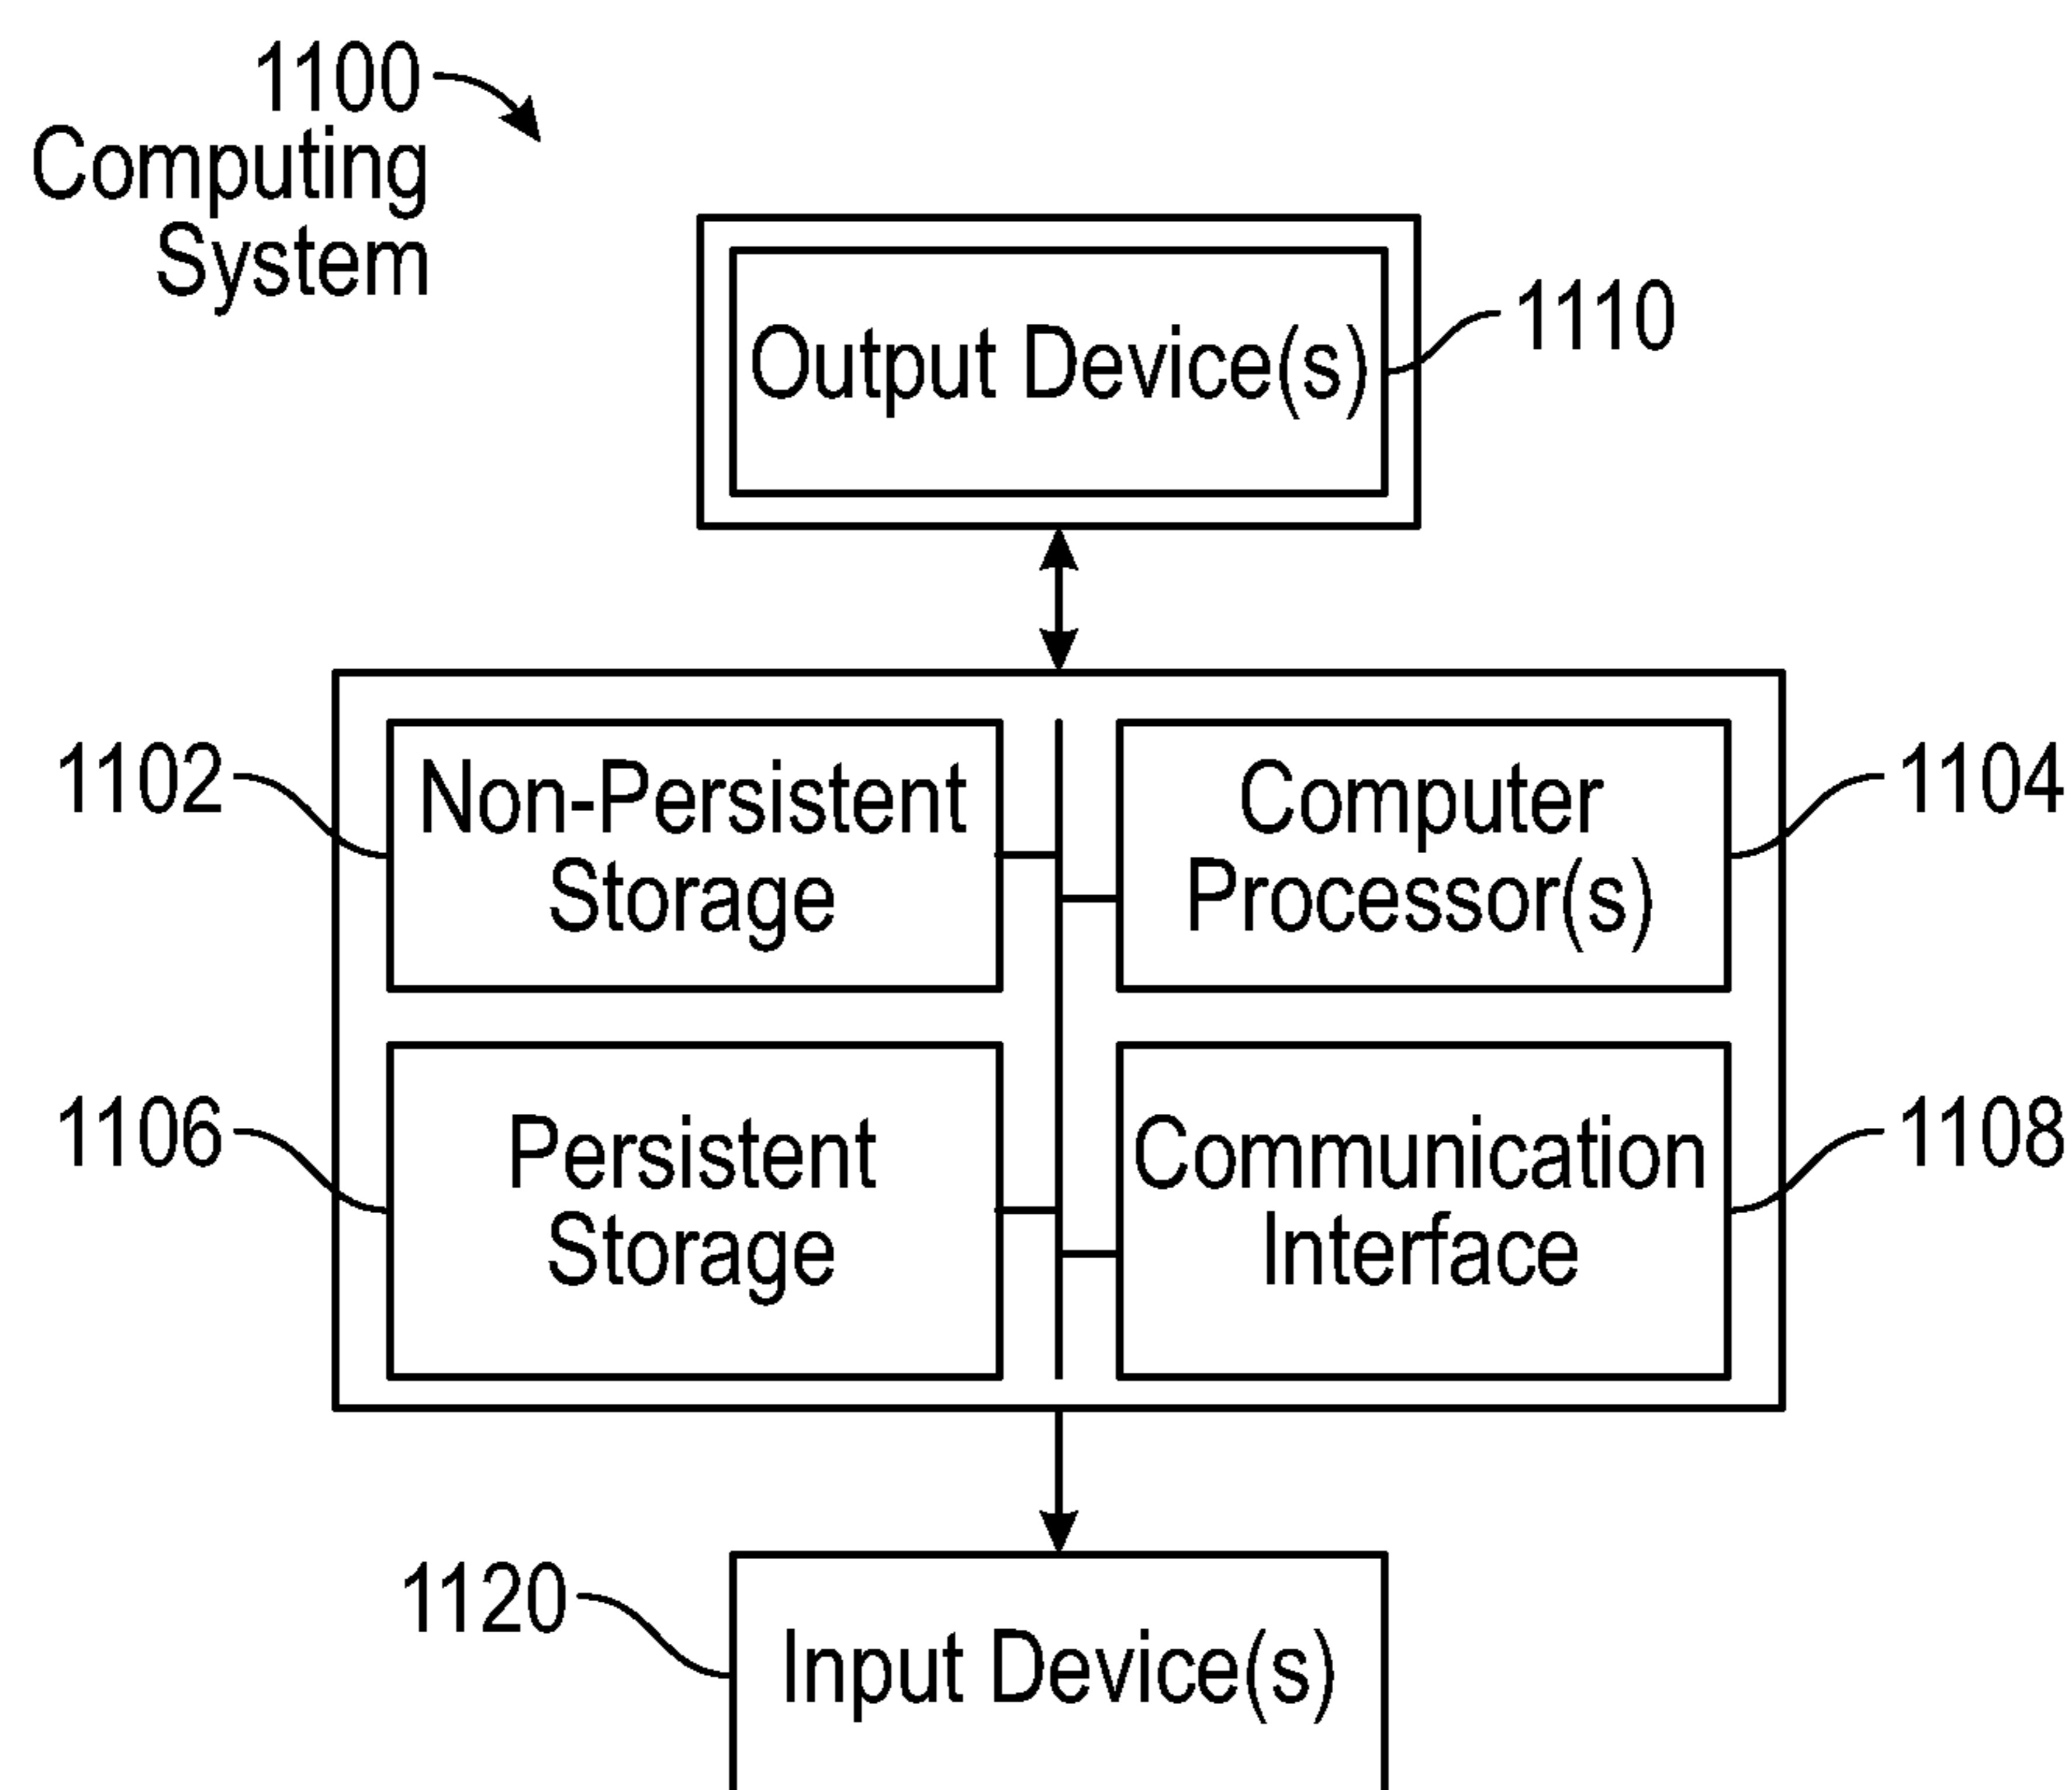 1100
Computing
System
Output Device(s)
1110
1102
Non-Persistent
Storage
Computer
Processor(s)
1104
1106
Persistent
Storage
Communication
Interface
1108
1120
Input Device(s)